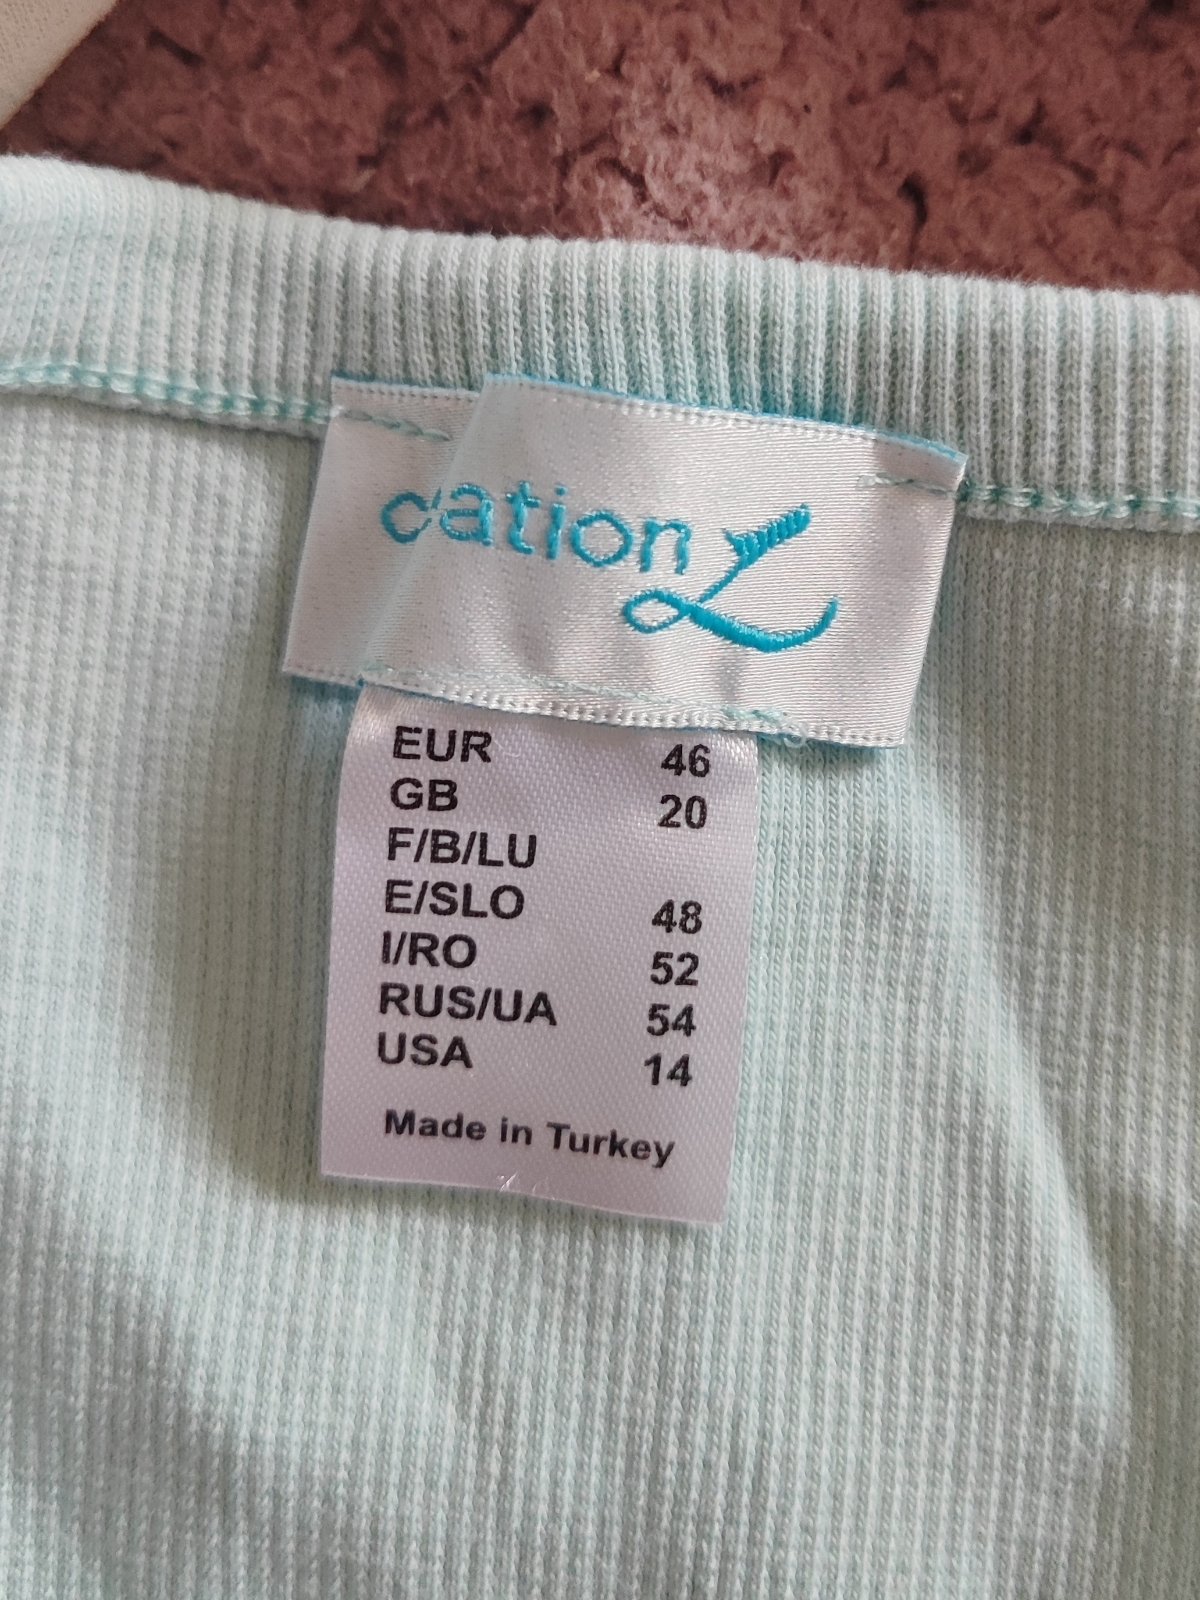 cation L
EUR 46
GB 20
F/B/LU
E/SLO 48
I/RO 52
RUS/UA 54
USA 14
Made in Turkey